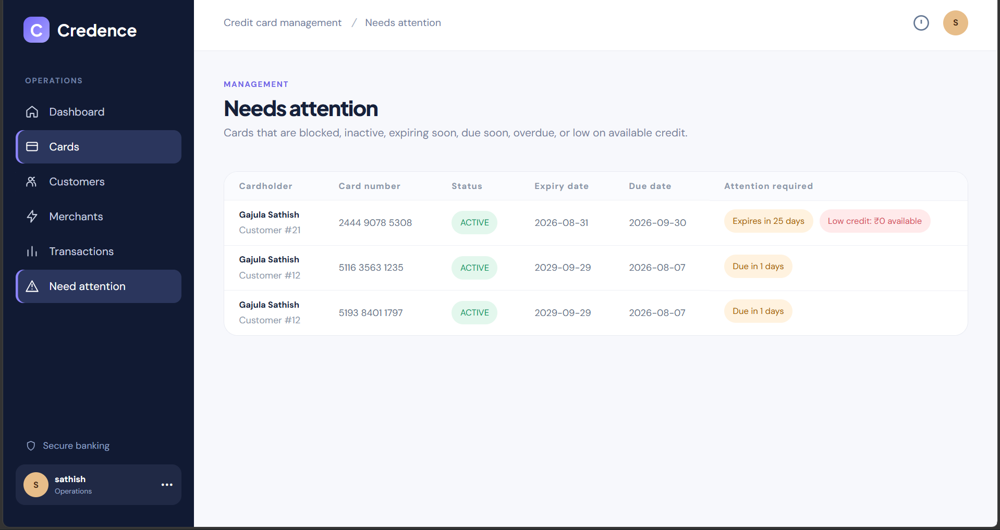 C Credence
OPERATIONS
Dashboard
Cards
Customers
Merchants
Transactions
Need attention
Secure banking
S
sathish
Operations
Credit card management / Needs attention
S
MANAGEMENT
Needs attention
Cards that are blocked, inactive, expiring soon, due soon, overdue, or low on available credit.
Cardholder Card number Status Expiry date Due date Attention required
Gajula Sathish
Customer #21
2444 9078 5308 ACTIVE 2026-08-31 2026-09-30 Expires in 25 days Low credit: ₹0 available
Gajula Sathish
Customer #12
5116 3563 1235 ACTIVE 2029-09-29 2026-08-07 Due in 1 days
Gajula Sathish
Customer #12
5193 8401 1797 ACTIVE 2029-09-29 2026-08-07 Due in 1 days